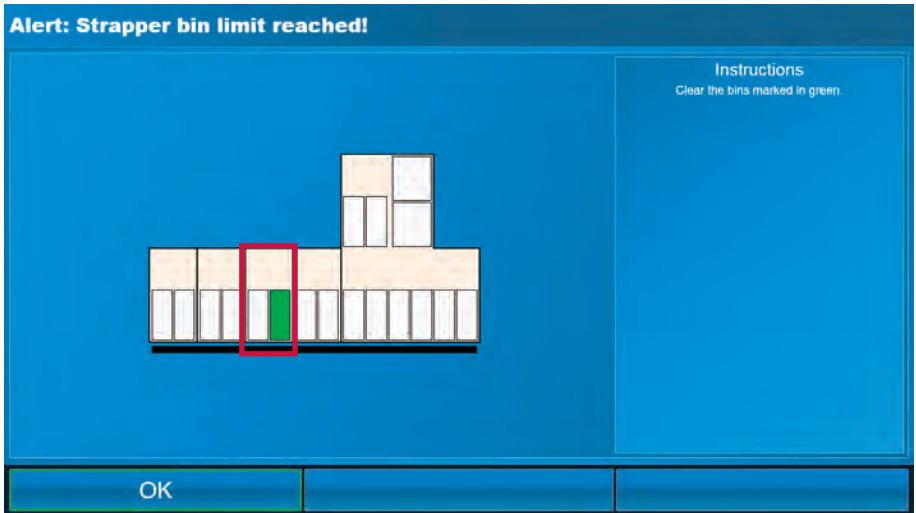 Alert: Strapper bin limit reached!
Instructions
Clear the bins marked in green.
OK